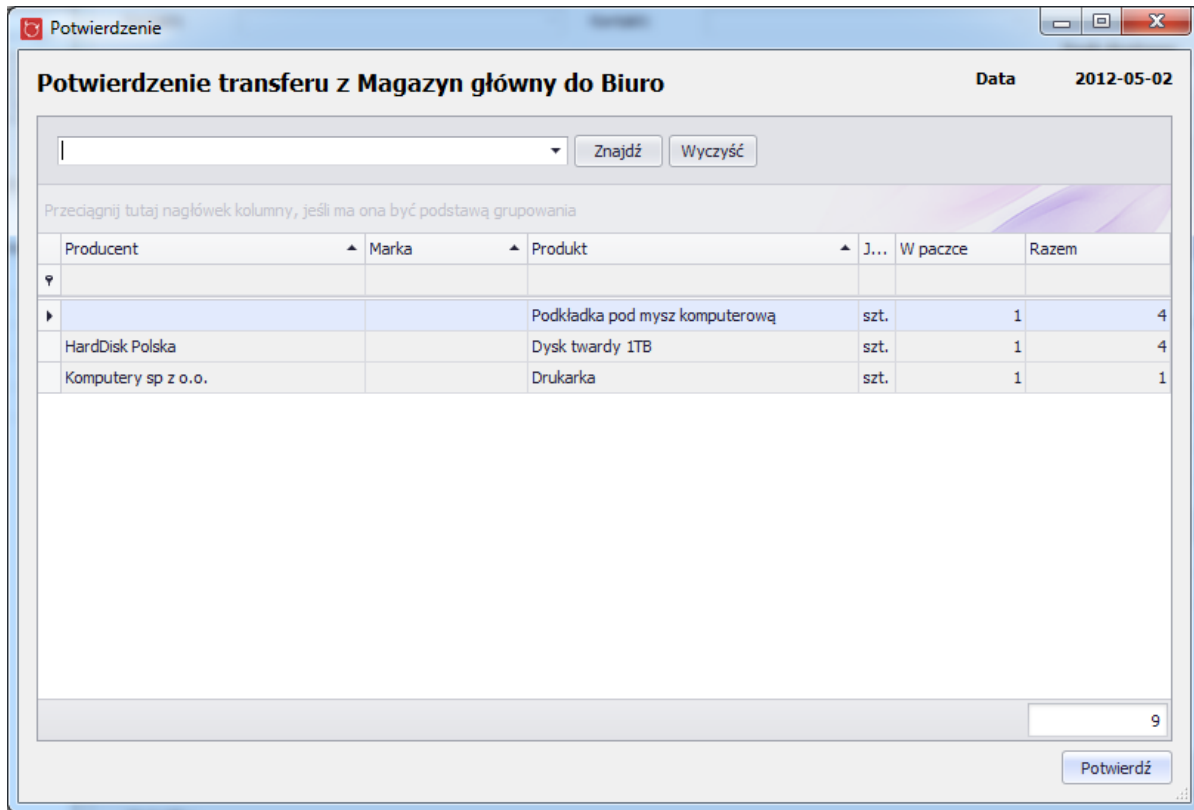 Potwierdzenie
Potwierdzenie transferu z Magazyn główny do Biuro Data 2012-05-02
Znajdź Wyczyść
Przeciągnij tutaj nagłówek kolumny, jeśli ma ona być podstawą grupowania
Producent Marka Produkt J... W paczce Razem
Podkładka pod mysz komputerową szt. 1 4
HardDisk Polska Dysk twardy 1TB szt. 1 4
Komputery sp z o.o. Drukarka szt. 1 1
9
Potwierdź